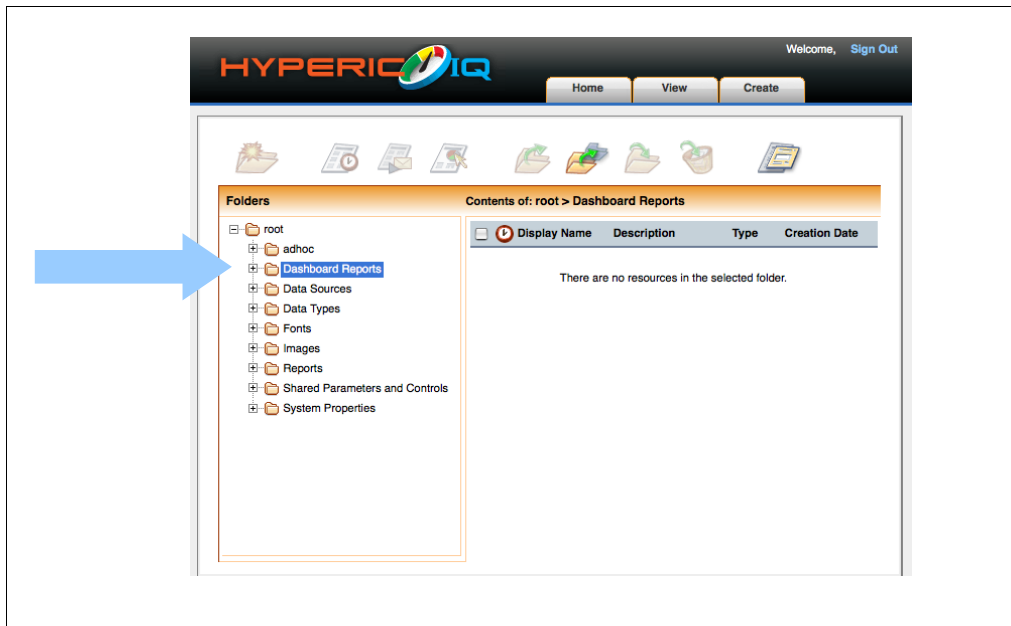 Welcome, Sign Out
HYPERIC IQ
Home View Create
Folders
Contents of: root > Dashboard Reports
root
adhoc
Dashboard Reports
Data Sources
Data Types
Fonts
Images
Reports
Shared Parameters and Controls
System Properties
Display Name Description Type Creation Date
There are no resources in the selected folder.